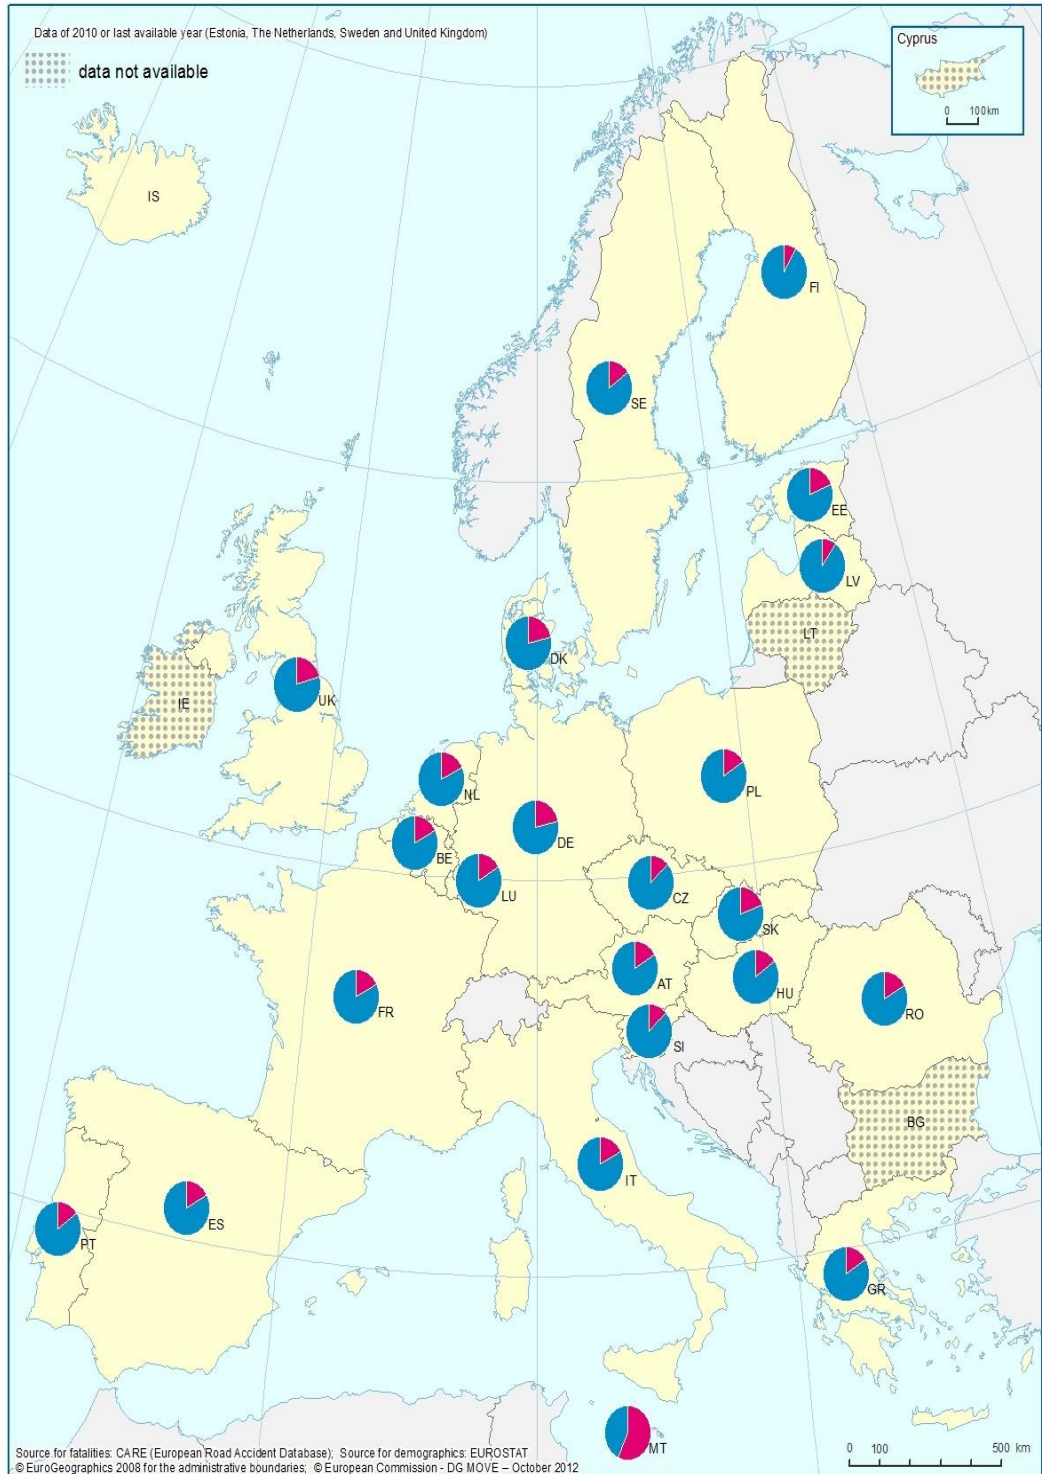 Data of 2010 or last available year (Estonia, The Netherlands, Sweden and United Kingdom)
data not available
Cyprus
0 100km
IS
FI
SE
EE
LV
LT
DK
IE
UK
NL
PL
BE
DE
LU
CZ
SK
AT
HU
FR
RO
SI
BG
IT
ES
PT
GR
MT
0 100 500 km
Source for fatalities: CARE (European Road Accident Database); Source for demographics: EUROSTAT
© EuroGeographics 2008 for the administrative boundaries; © European Commission - DG MOVE – October 2012